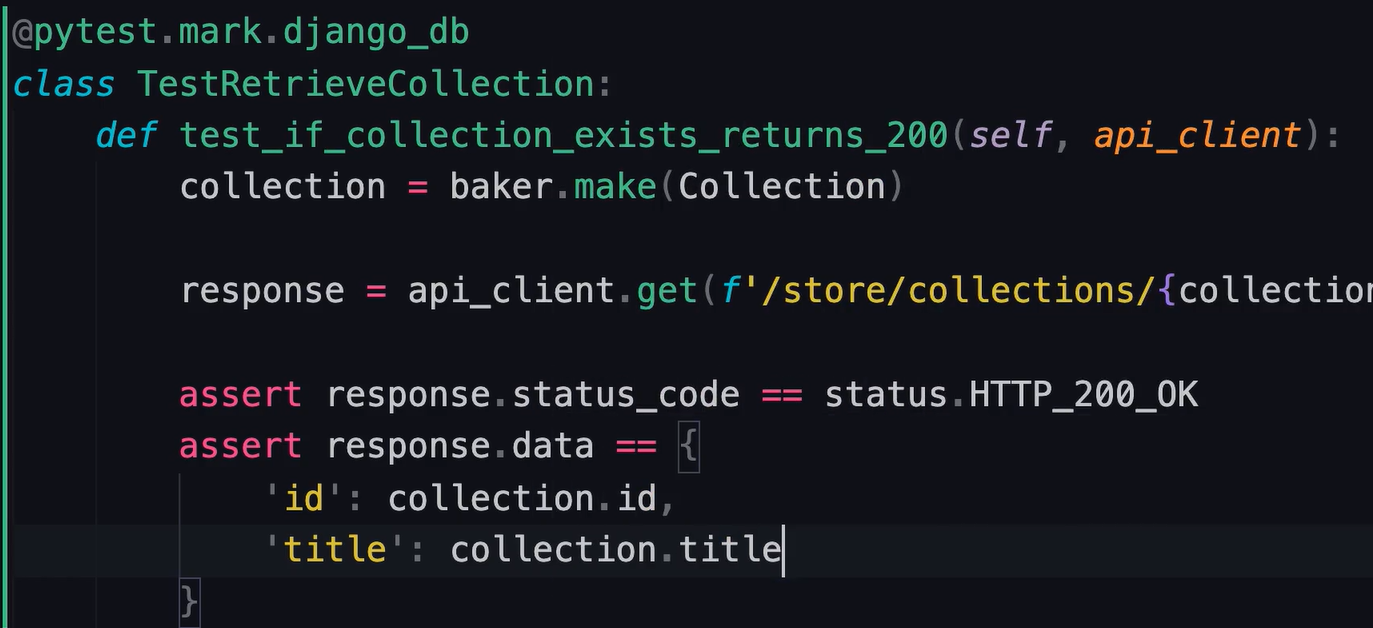 @pytest.mark.django_db
class TestRetrieveCollection:
    def test_if_collection_exists_returns_200(self, api_client):
        collection = baker.make(Collection)
        response = api_client.get(f'/store/collections/{collection
        assert response.status_code == status.HTTP_200_OK
        assert response.data == {
            'id': collection.id,
            'title': collection.title
        }